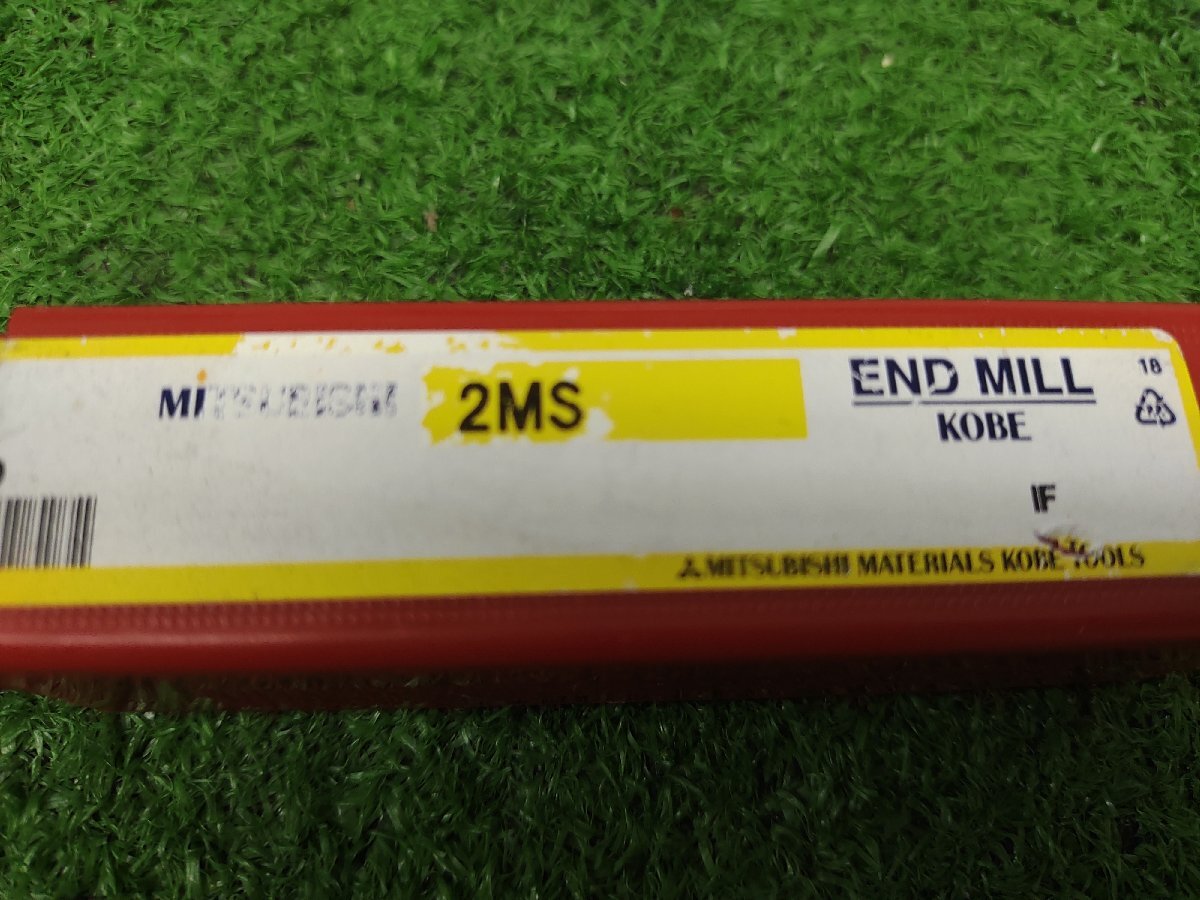 MITSUBISHI 2MS END MILL 18
KOBE
IF
MITSUBISHI MATERIALS KOBE TOOLS